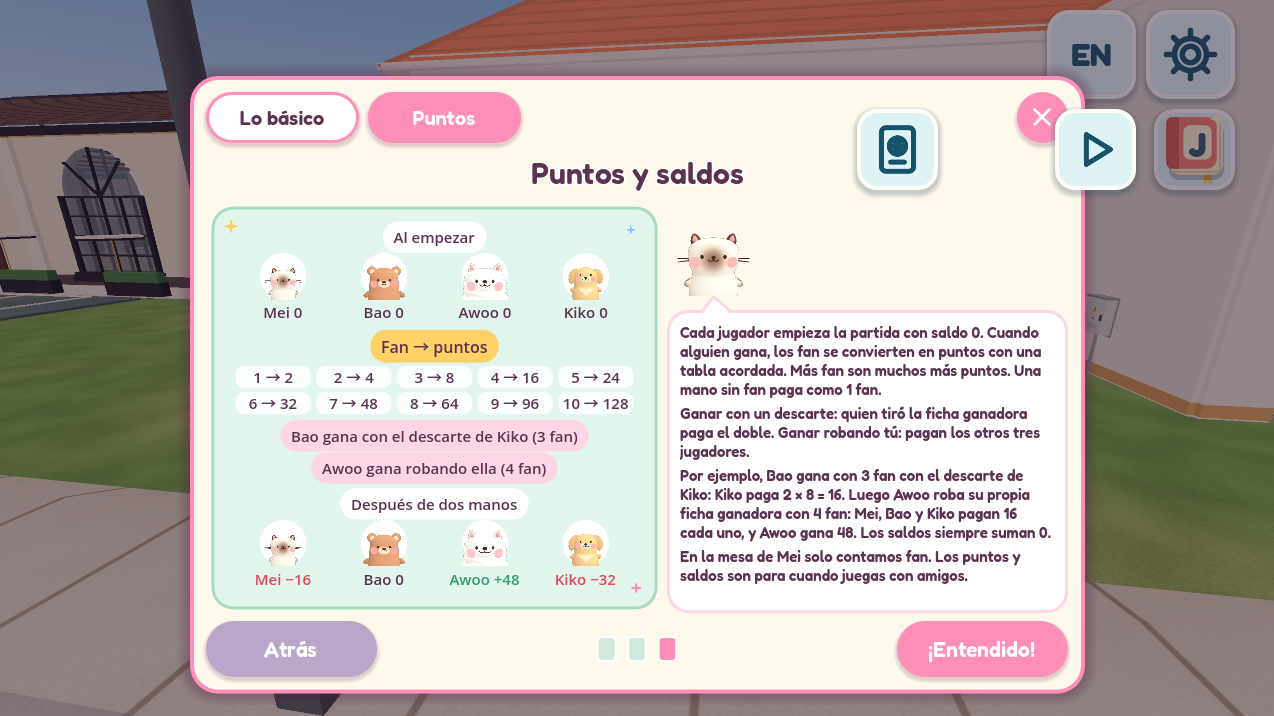 EN
Lo básico
Puntos
J
Puntos y saldos
Al empezar
Mei 0
Bao 0
Awoo 0
Kiko 0
Fan → puntos
1 → 2
2 → 4
3 → 8
4 → 16
5 → 24
6 → 32
7 → 48
8 → 64
9 → 96
10 → 128
Bao gana con el descarte de Kiko (3 fan)
Awoo gana robando ella (4 fan)
Después de dos manos
Mei −16
Bao 0
Awoo +48
Kiko −32
Cada jugador empieza la partida con saldo 0. Cuando
alguien gana, los fan se convierten en puntos con una
tabla acordada. Más fan son muchos más puntos. Una
mano sin fan paga como 1 fan.
Ganar con un descarte: quien tiró la ficha ganadora
paga el doble. Ganar robando tú: pagan los otros tres
jugadores.
Por ejemplo, Bao gana con 3 fan con el descarte de
Kiko: Kiko paga 2 × 8 = 16. Luego Awoo roba su propia
ficha ganadora con 4 fan: Mei, Bao y Kiko pagan 16
cada uno, y Awoo gana 48. Los saldos siempre suman 0.
En la mesa de Mei solo contamos fan. Los puntos y
saldos son para cuando juegas con amigos.
Atrás
¡Entendido!